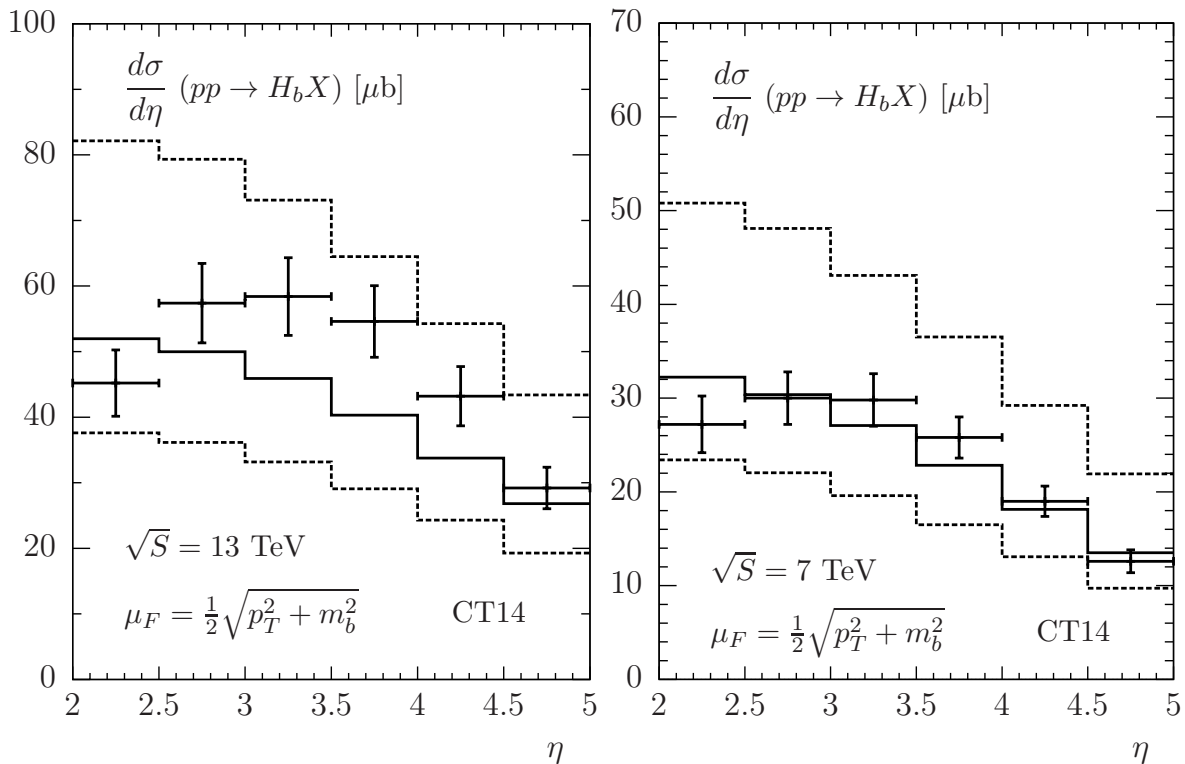 100
80
60
40
20
0
2 2.5 3 3.5 4 4.5 5
η
dσ/dη (pp → H_bX) [μb]
√S = 13 TeV
μ_F = ½√(p_T² + m_b²)
CT14
70
60
50
40
30
20
10
0
2 2.5 3 3.5 4 4.5 5
η
dσ/dη (pp → H_bX) [μb]
√S = 7 TeV
μ_F = ½√(p_T² + m_b²)
CT14